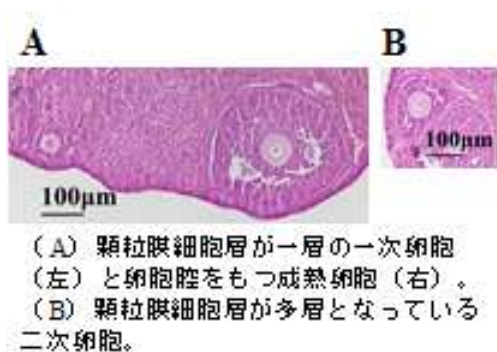 A
B
100μm
100μm
（A）顆粒膜細胞層が一層の一次卵胞
（左）と卵胞腔をもつ成熟卵胞（右）。
（B）顆粒膜細胞層が多層となっている
二次卵胞。